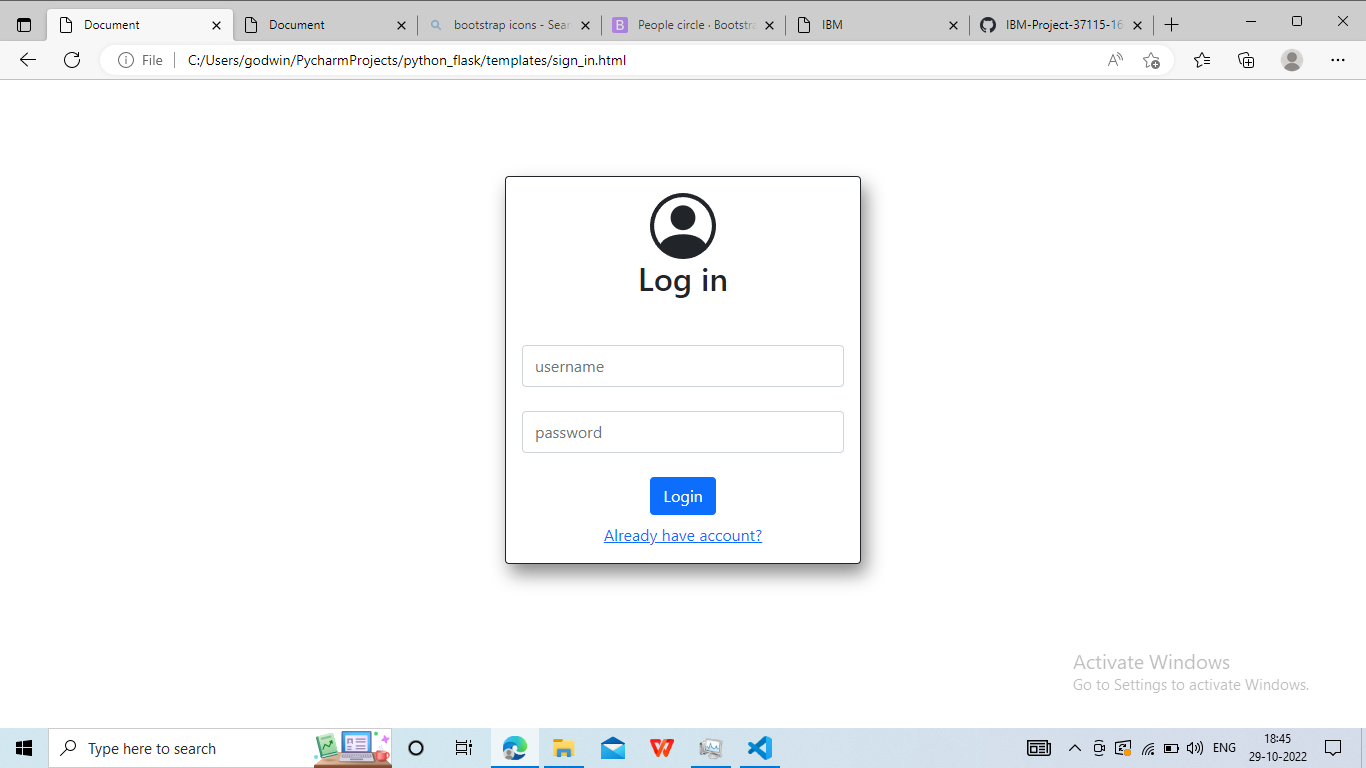 Document
Document
bootstrap icons - Sear
B
People circle · Bootstra
IBM
IBM-Project-37115-16
File
C:/Users/godwin/PycharmProjects/python_flask/templates/sign_in.html
Log in
username
password
Login
Already have account?
Activate Windows
Go to Settings to activate Windows.
Type here to search
ENG
18:45
29-10-2022